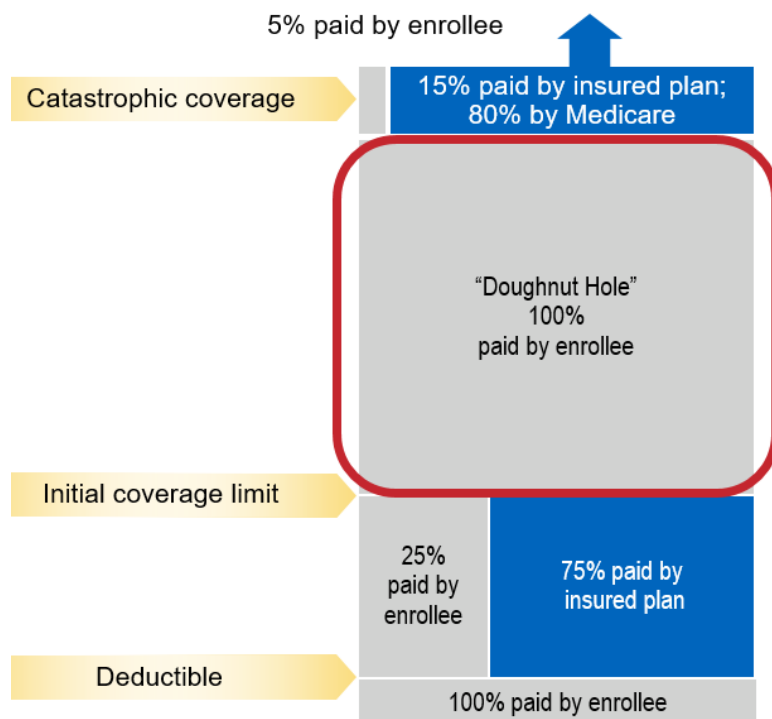 5% paid by enrollee
Catastrophic coverage
15% paid by insured plan;
80% by Medicare
“Doughnut Hole”
100%
paid by enrollee
Initial coverage limit
25%
paid by
enrollee
75% paid by
insured plan
Deductible
100% paid by enrollee